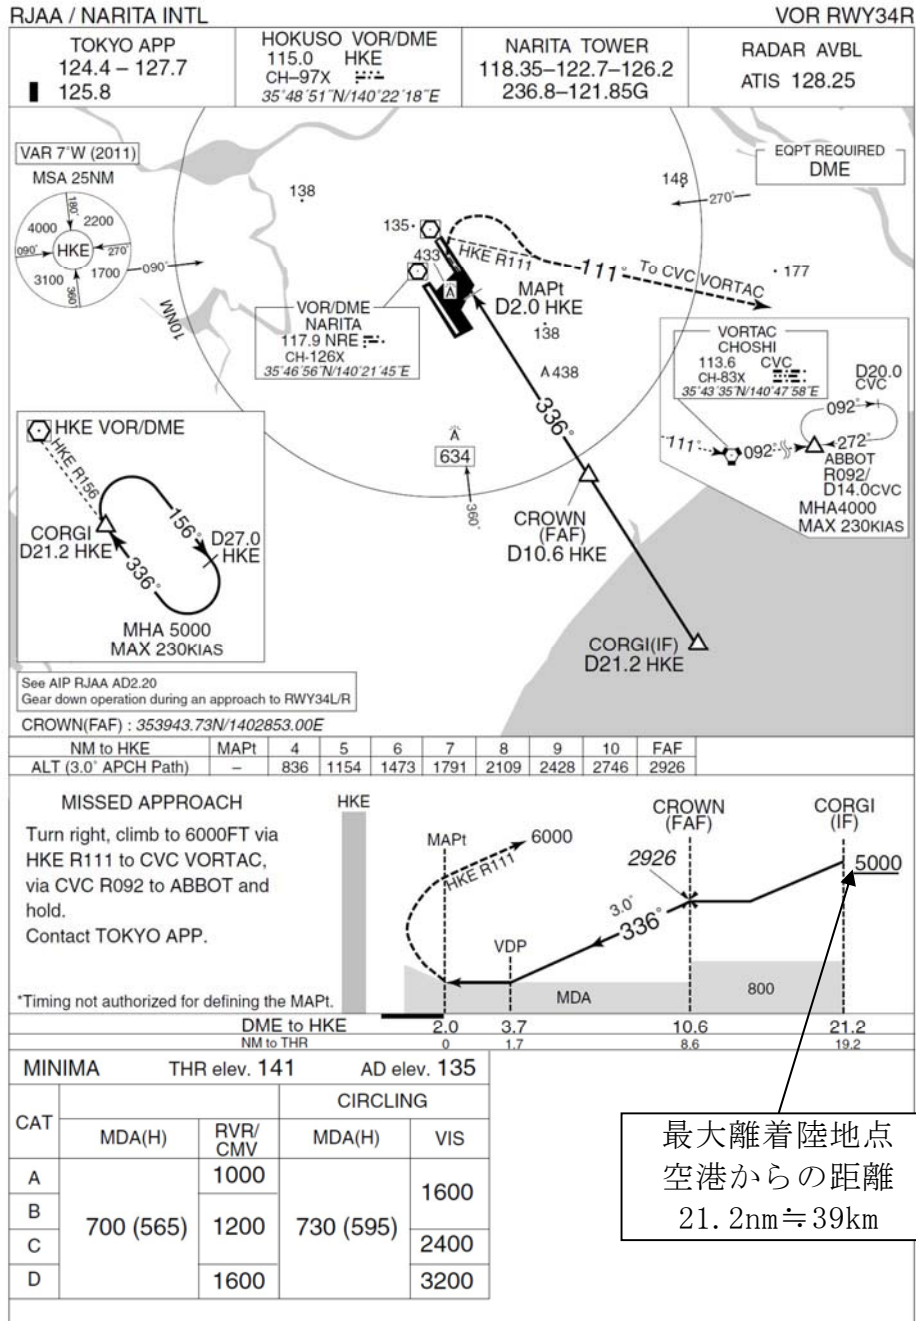 RJAA / NARITA INTL
VOR RWY34R
TOKYO APP
124.4 – 127.7
125.8
HOKUSO VOR/DME
115.0 HKE
CH–97X
35°48´51˝N/140°22´18˝E
NARITA TOWER
118.35–122.7–126.2
236.8–121.85G
RADAR AVBL
ATIS 128.25
VAR 7°W (2011)
MSA 25NM
180°
4000
2200
090°
HKE
270°
3100
1700
360°
090°
10NM
138
135
433
A
148
270°
EQPT REQUIRED
DME
HKE R111
111°
To CVC VORTAC
177
MAPt
D2.0 HKE
138
A 438
VOR/DME
NARITA
117.9 NRE
CH-126X
35°46´56˝N/140°21´45˝E
VORTAC
CHOSHI
113.6 CVC
CH-83X
35°43´35˝N/140°47´58˝E
D20.0
CVC
092°
111°
092°
272°
ABBOT
R092/
D14.0CVC
MHA4000
MAX 230KIAS
336°
A
634
360°
CROWN
(FAF)
D10.6 HKE
CORGI(IF)
D21.2 HKE
HKE VOR/DME
HKE R156
CORGI
D21.2 HKE
156°
D27.0
HKE
336°
MHA 5000
MAX 230KIAS
See AIP RJAA AD2.20
Gear down operation during an approach to RWY34L/R
CROWN(FAF) : 353943.73N/1402853.00E
NM to HKE MAPt 4 5 6 7 8 9 10 FAF
ALT (3.0° APCH Path) – 836 1154 1473 1791 2109 2428 2746 2926
MISSED APPROACH
Turn right, climb to 6000FT via
HKE R111 to CVC VORTAC,
via CVC R092 to ABBOT and
hold.
Contact TOKYO APP.
*Timing not authorized for defining the MAPt.
HKE
MAPt
6000
HKE R111
VDP
3.0°
336°
2926
CROWN
(FAF)
CORGI
(IF)
5000
MDA
800
DME to HKE 2.0 3.7 10.6 21.2
NM to THR 0 1.7 8.6 19.2
MINIMA THR elev. 141 AD elev. 135
CAT
CIRCLING
MDA(H) RVR/CMV MDA(H) VIS
A 1000 1600
B 700 (565) 1200 730 (595)
C 2400
D 1600 3200
最大離着陸地点
空港からの距離
21.2nm≒39km